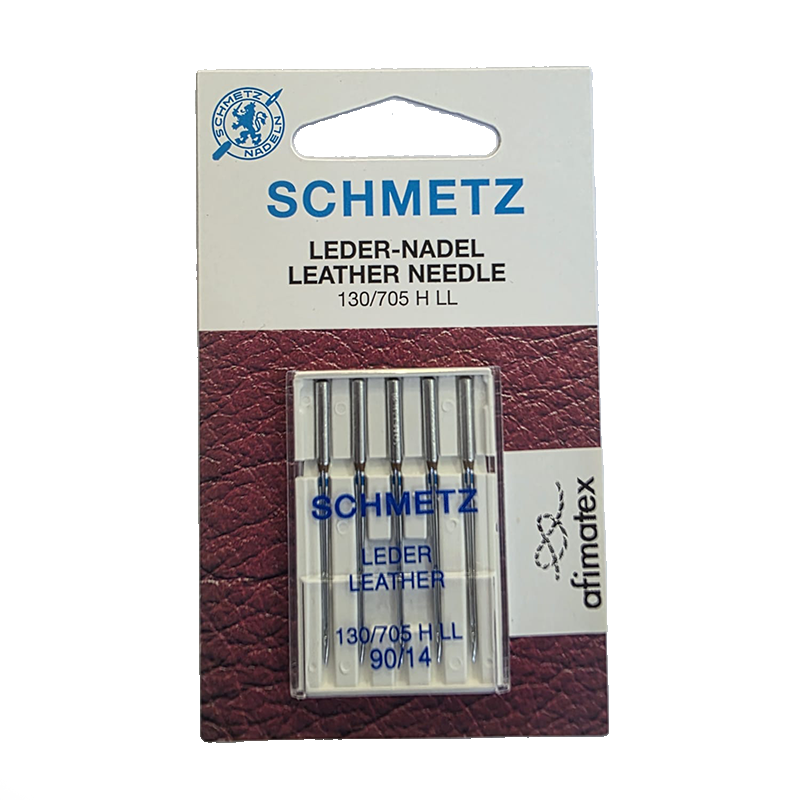 SCHMETZ
NADELN
SCHMETZ
LEDER-NADEL
LEATHER NEEDLE
130/705 H LL
SCHMETZ
LEDER
LEATHER
130/705 H LL
90/14
afimatex